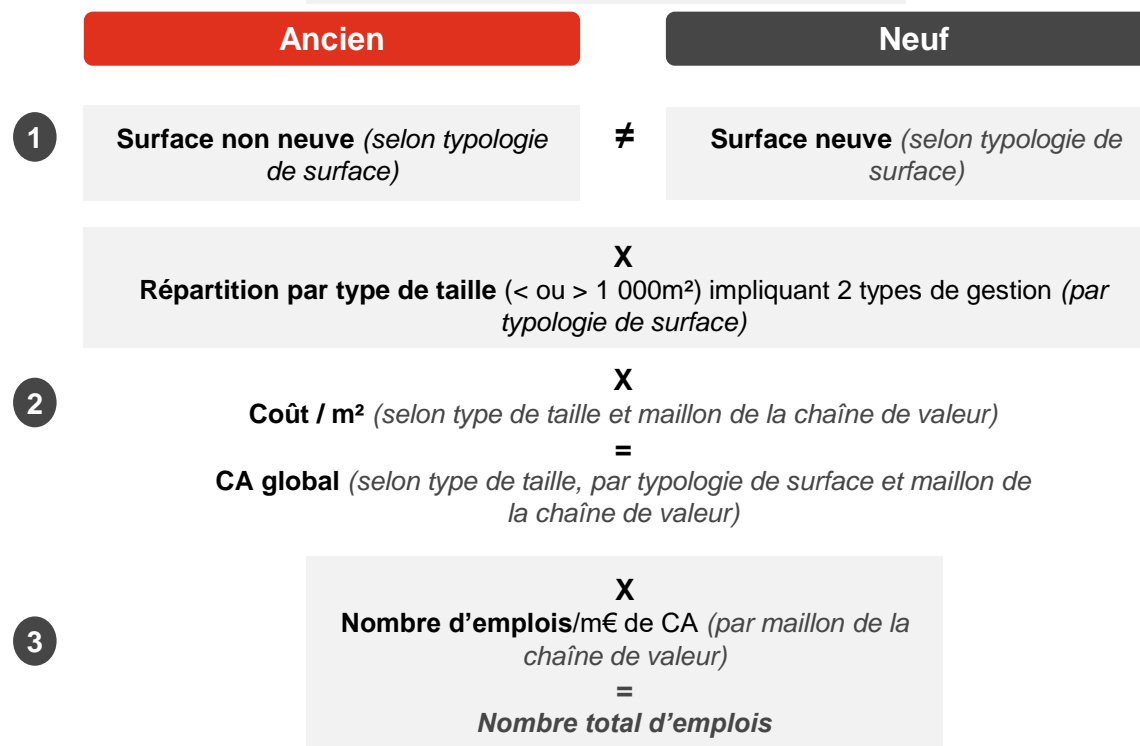 Ancien
Neuf
1
Surface non neuve (selon typologie
de surface)
≠
Surface neuve (selon typologie de
surface)
X
Répartition par type de taille (< ou > 1 000m²) impliquant 2 types de gestion (par
typologie de surface)
2
X
Coût / m² (selon type de taille et maillon de la chaîne de valeur)
=
CA global (selon type de taille, par typologie de surface et maillon de
la chaîne de valeur)
3
X
Nombre d’emplois/m€ de CA (par maillon de la
chaîne de valeur)
=
Nombre total d’emplois